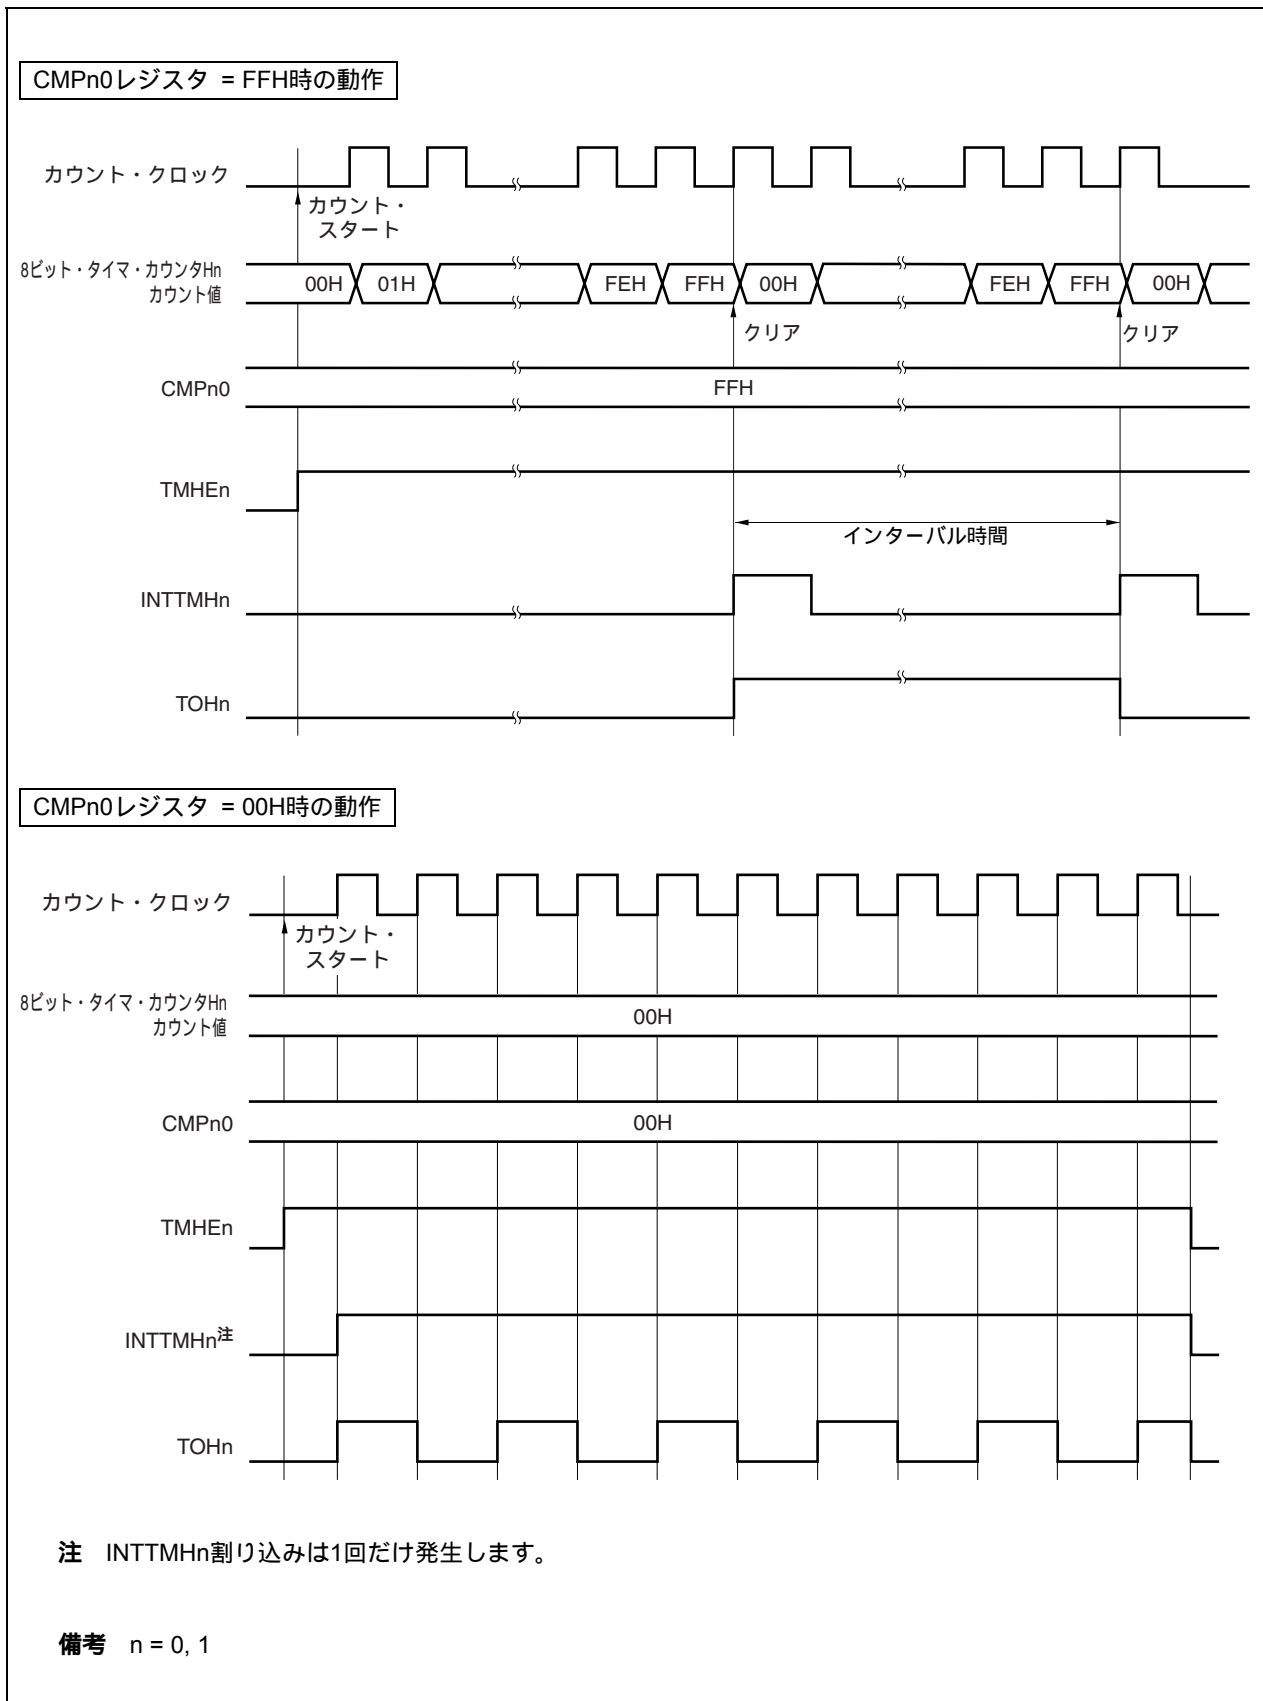 CMPn0レジスタ = FFH時の動作
カウント・クロック
カウント・
スタート
8ビット・タイマ・カウンタHn
カウント値
00H 01H FEH FFH 00H FEH FFH 00H
クリア クリア
CMPn0 FFH
TMHEn
インターバル時間
INTTMHn
TOHn
CMPn0レジスタ = 00H時の動作
カウント・クロック
カウント・
スタート
8ビット・タイマ・カウンタHn
カウント値
00H
CMPn0 00H
TMHEn
INTTMHn注
TOHn
注 INTTMHn割り込みは1回だけ発生します。
備考 n = 0, 1